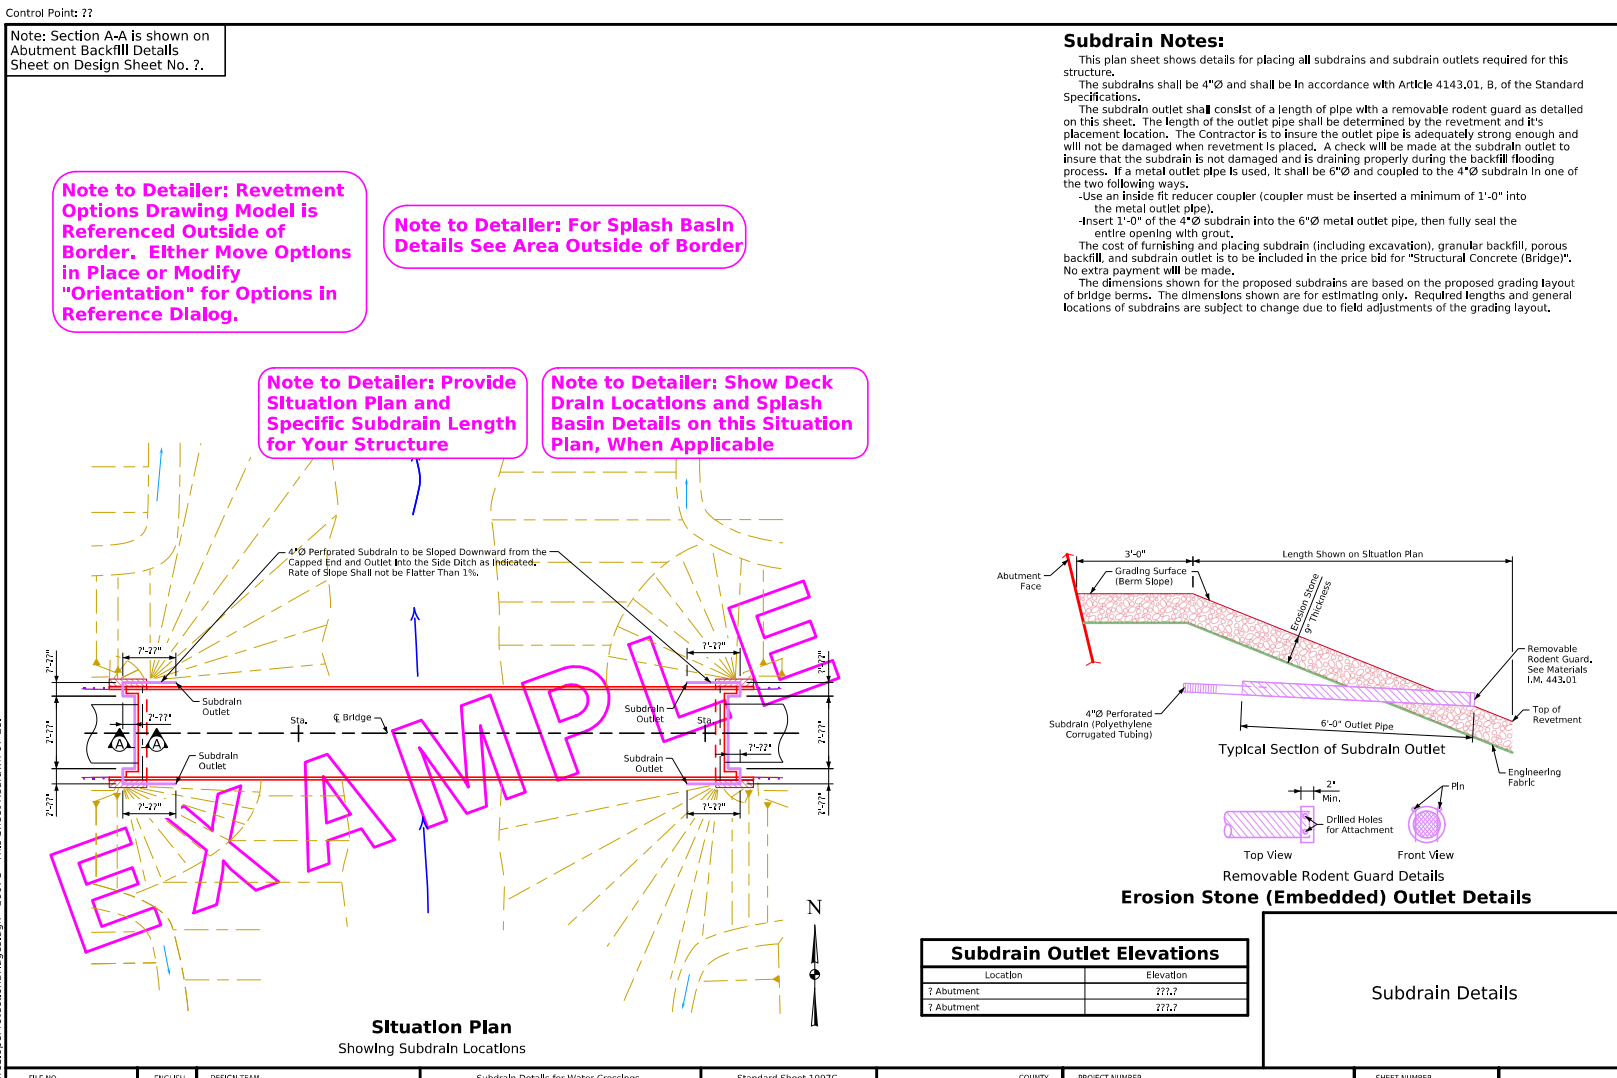 Control Point: ??
Note: Section A-A is shown on
Abutment Backfill Details
Sheet on Design Sheet No. ?.
Subdrain Notes:
This plan sheet shows details for placing all subdrains and subdrain outlets required for this
structure.
The subdrains shall be 4"Ø and shall be in accordance with Article 4143.01, B, of the Standard
Specifications.
The subdrain outlet shall consist of a length of pipe with a removable rodent guard as detailed
on this sheet. The length of the outlet pipe shall be determined by the revetment and it's
placement location. The Contractor is to insure the outlet pipe is adequately strong enough and
will not be damaged when revetment is placed. A check will be made at the subdrain outlet to
insure that the subdrain is not damaged and is draining properly during the backfill flooding
process. If a metal outlet pipe is used, it shall be 6"Ø and coupled to the 4"Ø subdrain in one of
the two following ways.
-Use an inside fit reducer coupler (coupler must be inserted a minimum of 1'-0" into
the metal outlet pipe).
-Insert 1'-0" of the 4"Ø subdrain into the 6"Ø metal outlet pipe, then fully seal the
entire opening with grout.
The cost of furnishing and placing subdrain (including excavation), granular backfill, porous
backfill, and subdrain outlet is to be included in the price bid for "Structural Concrete (Bridge)".
No extra payment will be made.
The dimensions shown for the proposed subdrains are based on the proposed grading layout
of bridge berms. The dimensions shown are for estimating only. Required lengths and general
locations of subdrains are subject to change due to field adjustments of the grading layout.
Note to Detailer: Revetment
Options Drawing Model is
Referenced Outside of
Border. Either Move Options
in Place or Modify
"Orientation" for Options in
Reference Dialog.
Note to Detailer: For Splash Basin
Details See Area Outside of Border
Note to Detailer: Provide
Situation Plan and
Specific Subdrain Length
for Your Structure
Note to Detailer: Show Deck
Drain Locations and Splash
Basin Details on this Situation
Plan, When Applicable
4"Ø Perforated Subdrain to be Sloped Downward from the
Capped End and Outlet Into the Side Ditch as Indicated.
Rate of Slope Shall not be Flatter Than 1%.
EXAMPLE
?'-??"
?'-??"
?'-??"
?'-??"
Subdrain
Outlet
Subdrain
Outlet
?'-??"
?'-??"
?'-??"
Sta.
℄ Bridge
Sta.
A
A
?'-??"
Subdrain
Outlet
Subdrain
Outlet
?'-??"
?'-??"
?'-??"
?'-??"
N
Situation Plan
Showing Subdrain Locations
3'-0"
Length Shown on Situation Plan
Abutment
Face
Grading Surface
(Berm Slope)
Erosion Stone
9" Thickness
Removable
Rodent Guard.
See Materials
I.M. 443.01
4"Ø Perforated
Subdrain (Polyethylene
Corrugated Tubing)
6'-0" Outlet Pipe
Top of
Revetment
Typical Section of Subdrain Outlet
Engineering
Fabric
2"
Min.
Pin
Drilled Holes
for Attachment
Top View
Front View
Removable Rodent Guard Details
Erosion Stone (Embedded) Outlet Details
Subdrain Outlet Elevations
Location Elevation
? Abutment ???.?
? Abutment ???.?
Subdrain Details
FILE NO. ENGLISH DESIGN TEAM Subdrain Details for Water Crossings Standard Sheet 1007C COUNTY PROJECT NUMBER SHEET NUMBER